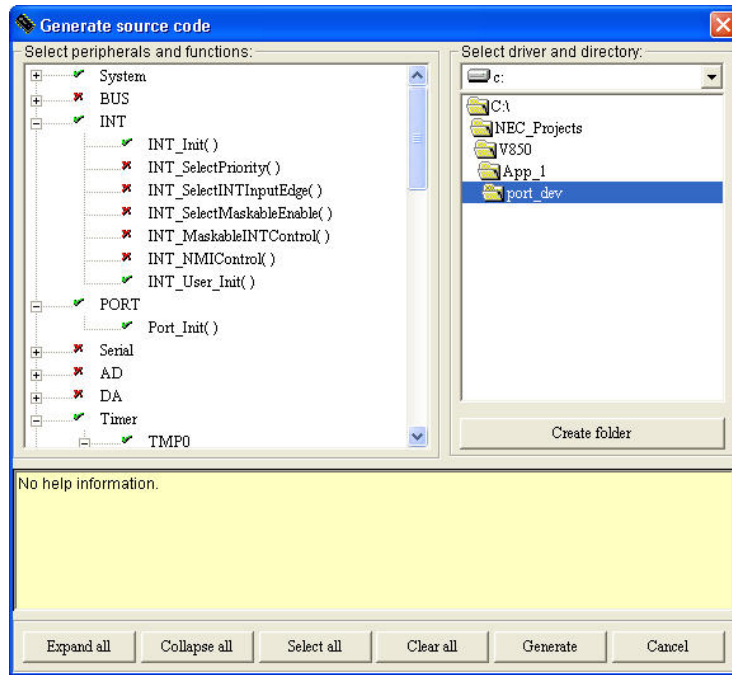 Generate source code
Select peripherals and functions:
System
BUS
INT
INT_Init( )
INT_SelectPriority( )
INT_SelectINTInputEdge( )
INT_SelectMaskableEnable( )
INT_MaskableINTControl( )
INT_NMIControl( )
INT_User_Init( )
PORT
Port_Init( )
Serial
AD
DA
Timer
TMP0
Select driver and directory:
c:
C:\
NEC_Projects
V850
App_1
port_dev
Create folder
No help information.
Expand all
Collapse all
Select all
Clear all
Generate
Cancel